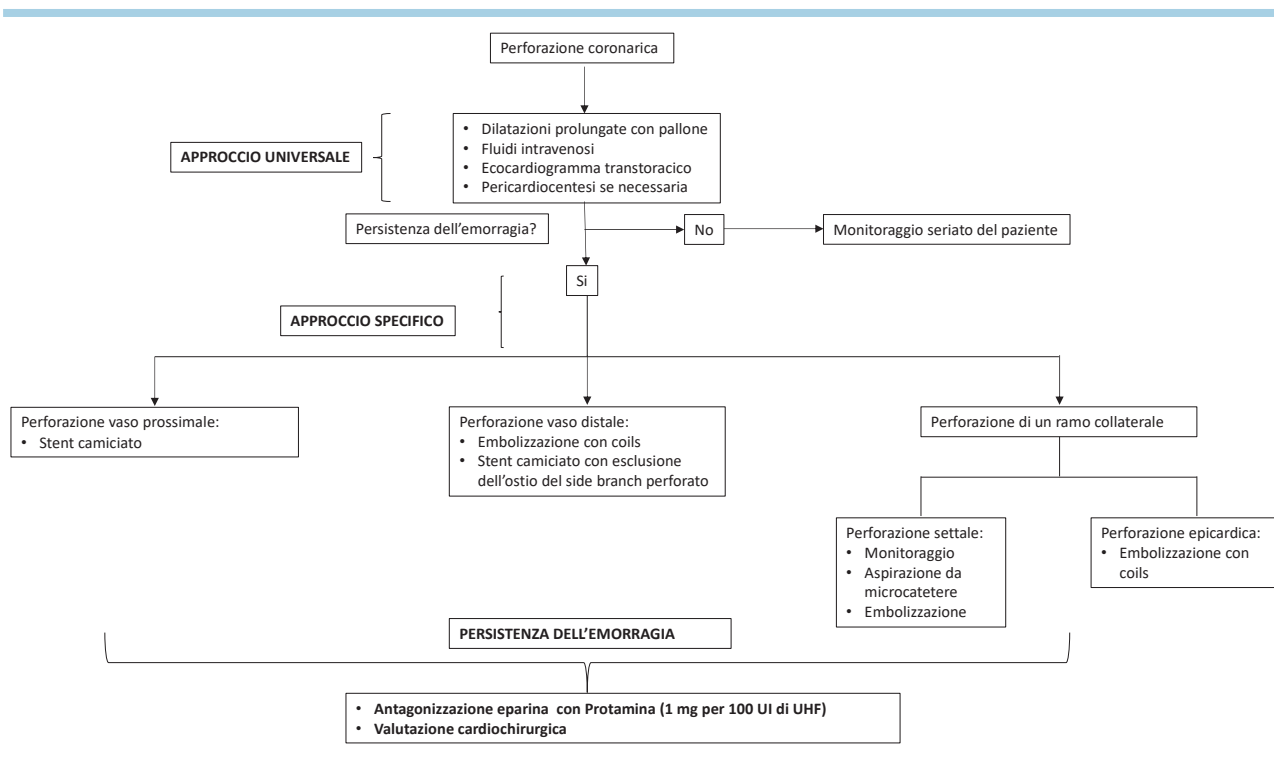 Perforazione coronarica
• Dilatazioni prolungate con pallone
• Fluidi intravenosi
• Ecocardiogramma transtoracico
• Pericardiocentesi se necessaria
APPROCCIO UNIVERSALE
Persistenza dell’emorragia?
No
Monitoraggio seriato del paziente
Si
APPROCCIO SPECIFICO
Perforazione vaso prossimale:
• Stent camiciato
Perforazione vaso distale:
• Embolizzazione con coils
• Stent camiciato con esclusione
dell’ostio del side branch perforato
Perforazione di un ramo collaterale
Perforazione settale:
• Monitoraggio
• Aspirazione da
microcatetere
• Embolizzazione
Perforazione epicardica:
• Embolizzazione con
coils
PERSISTENZA DELL’EMORRAGIA
• Antagonizzazione eparina con Protamina (1 mg per 100 UI di UHF)
• Valutazione cardiochirurgica